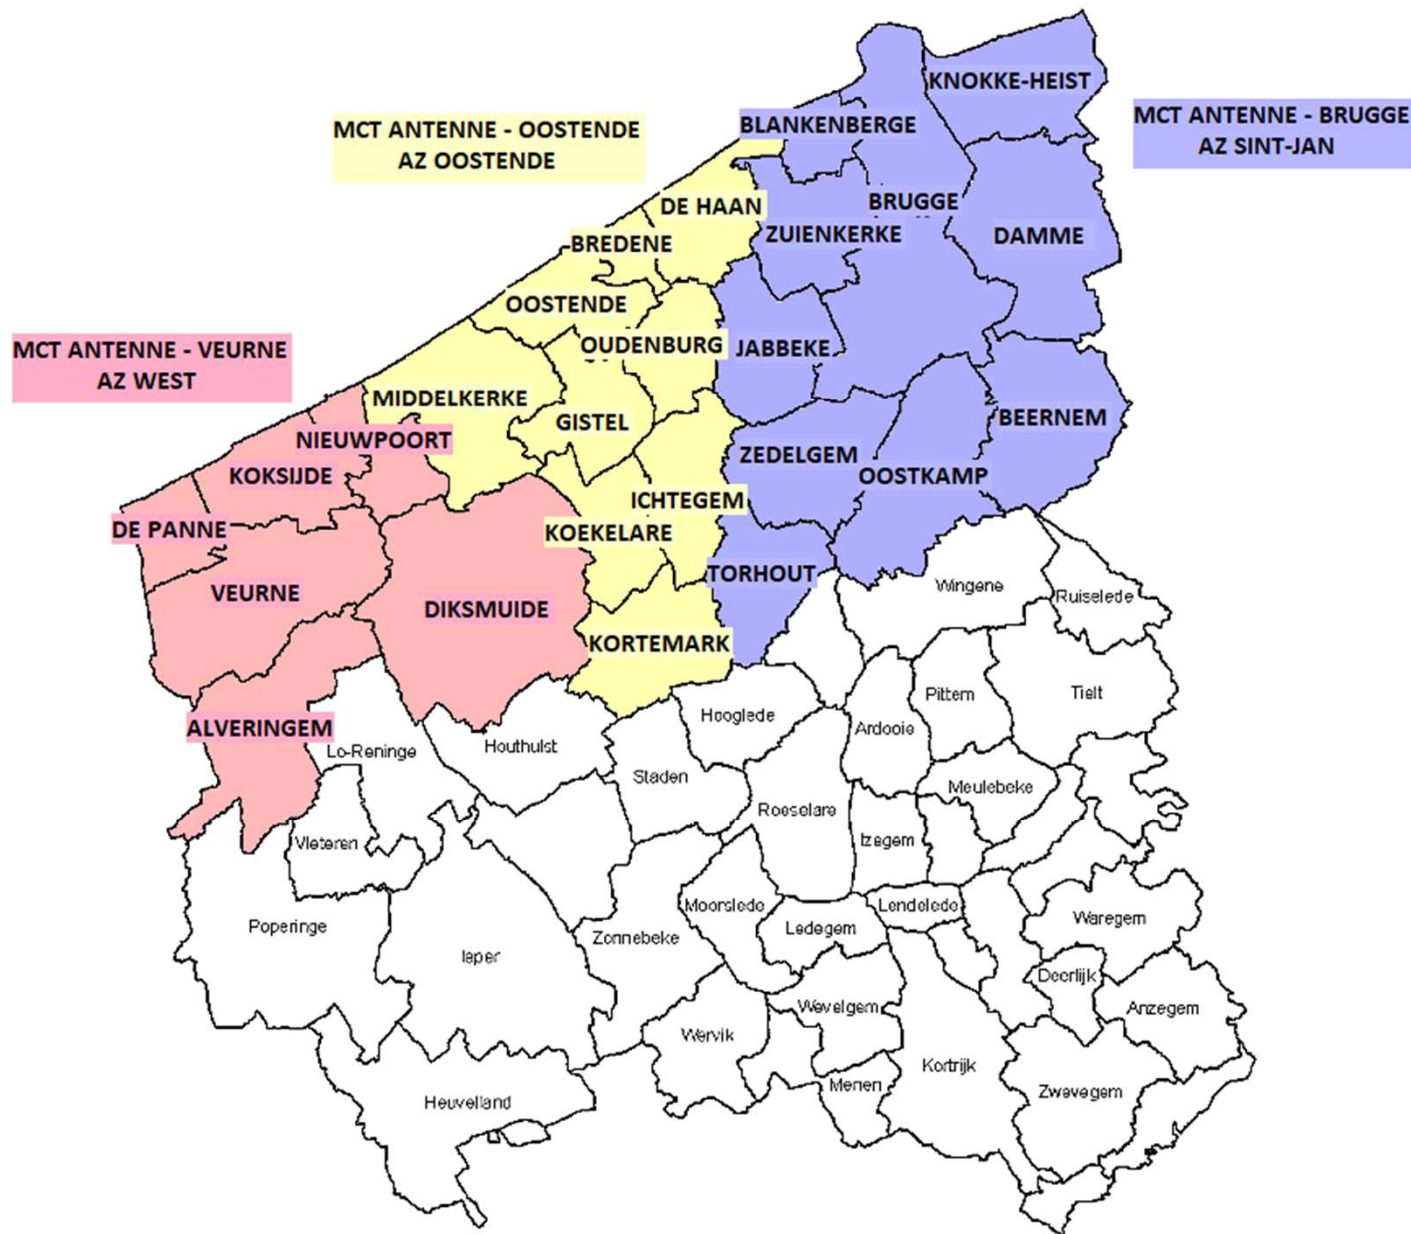 KNOKKE-HEIST
MCT ANTENNE - OOSTENDE
AZ OOSTENDE
BLANKENBERGE
MCT ANTENNE - BRUGGE
AZ SINT-JAN
DE HAAN
BRUGGE
BREDENE
ZUIENKERKE
DAMME
OOSTENDE
OUDENBURG
JABBEKE
MCT ANTENNE - VEURNE
AZ WEST
MIDDELKERKE
GISTEL
BEERNEM
NIEUWPOORT
ZEDELGEM
KOKSIJDE
OOSTKAMP
ICHTEGEM
DE PANNE
KOEKELARE
TORHOUT
VEURNE
DIKSMUIDE
Wingene
Ruiselede
KORTEMARK
Pittem
Tielt
Hooglede
ALVERINGEM
Ardooie
Lo-Reninge
Houthulst
Staden
Meulebeke
Roeselare
Vleteren
Izegem
Moorslede
Lendelede
Poperinge
Ledegem
Waregem
Zonnebeke
Ieper
Deerlijk
Wevelgem
Anzegem
Wervik
Kortrijk
Menen
Zwevegem
Heuvelland